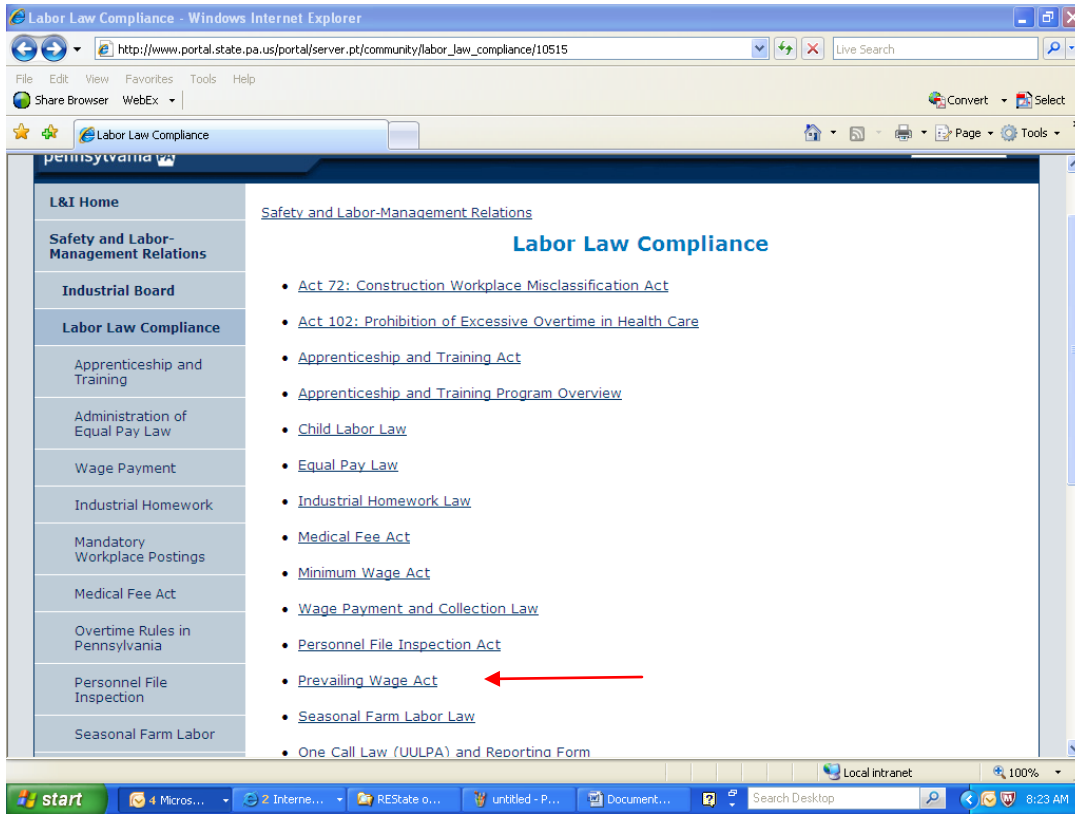 Labor Law Compliance - Windows Internet Explorer
http://www.portal.state.pa.us/portal/server.pt/community/labor_law_compliance/10515
Live Search
File Edit View Favorites Tools Help
Share Browser WebEx
Convert Select
Labor Law Compliance
Page Tools
pennsylvania PA
L&I Home
Safety and Labor-
Management Relations
Industrial Board
Labor Law Compliance
Apprenticeship and
Training
Administration of
Equal Pay Law
Wage Payment
Industrial Homework
Mandatory
Workplace Postings
Medical Fee Act
Overtime Rules in
Pennsylvania
Personnel File
Inspection
Seasonal Farm Labor
Safety and Labor-Management Relations
Labor Law Compliance
• Act 72: Construction Workplace Misclassification Act
• Act 102: Prohibition of Excessive Overtime in Health Care
• Apprenticeship and Training Act
• Apprenticeship and Training Program Overview
• Child Labor Law
• Equal Pay Law
• Industrial Homework Law
• Medical Fee Act
• Minimum Wage Act
• Wage Payment and Collection Law
• Personnel File Inspection Act
• Prevailing Wage Act
• Seasonal Farm Labor Law
• One Call Law (UULPA) and Reporting Form
Local intranet 100%
start 4 Micros... 2 Interne... REState o... untitled - P... Document... Search Desktop 8:23 AM